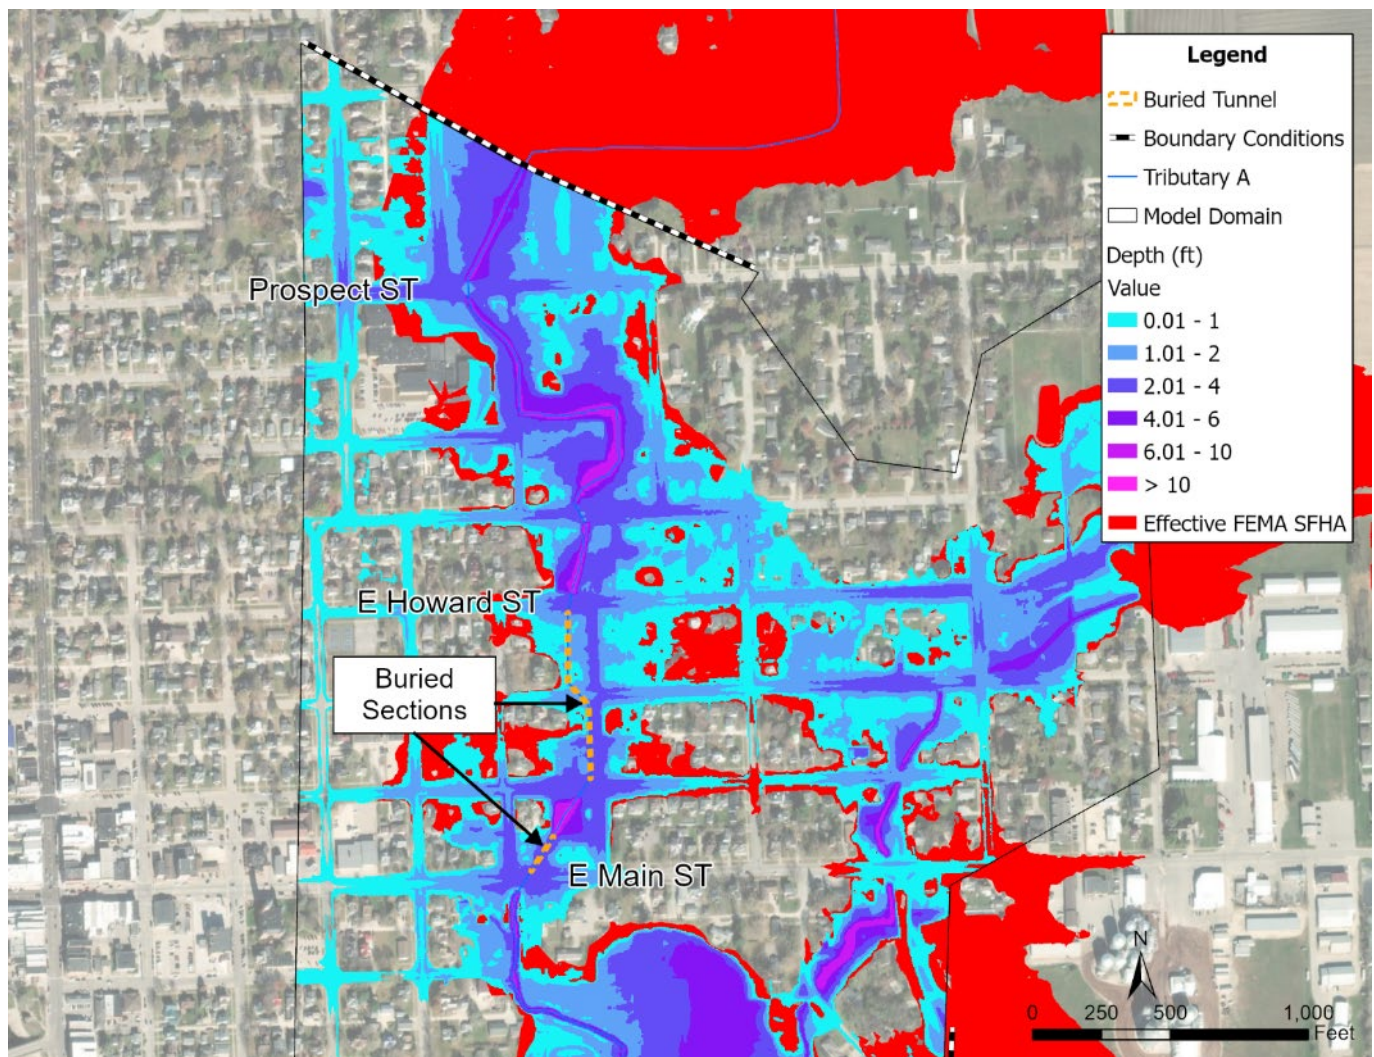 Legend
Buried Tunnel
Boundary Conditions
Tributary A
Model Domain
Depth (ft)
Value
0.01 - 1
1.01 - 2
2.01 - 4
4.01 - 6
6.01 - 10
> 10
Effective FEMA SFHA
Prospect ST
E Howard ST
Buried
Sections
E Main ST
N
0 250 500 1,000
Feet